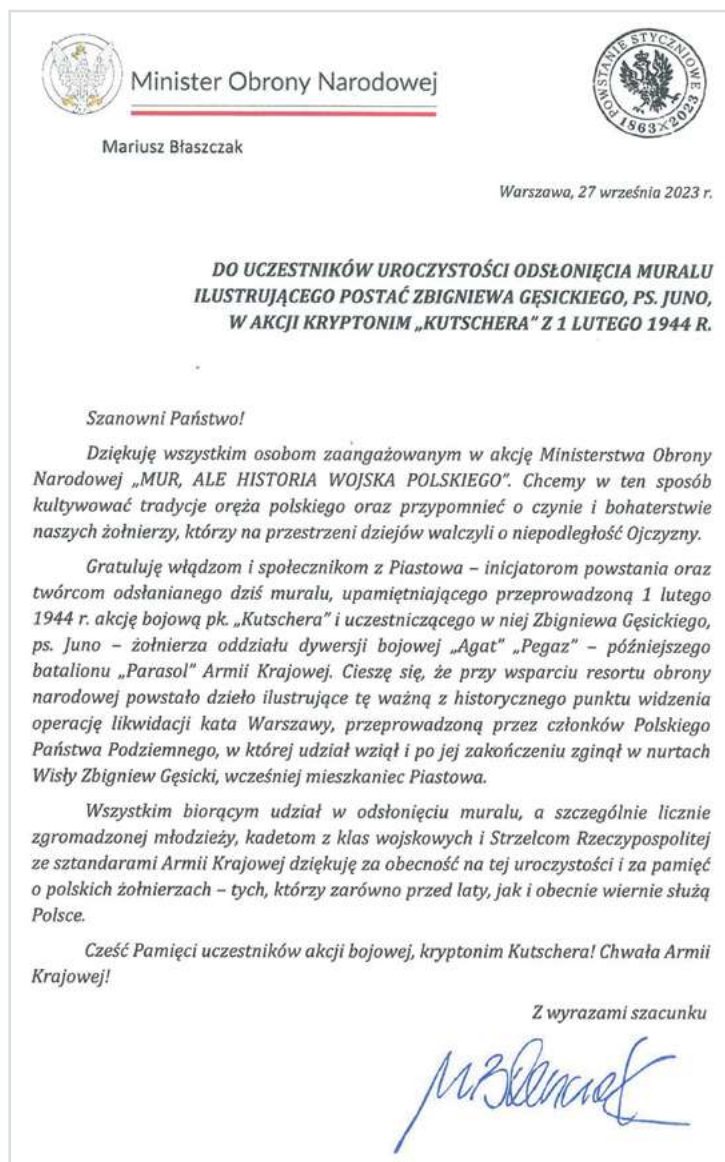 Minister Obrony Narodowej
POWSTANIE STYCZNIOWE
1863 X 2023
Mariusz Błaszczak
Warszawa, 27 września 2023 r.
DO UCZESTNIKÓW UROCZYSTOŚCI ODSŁONIĘCIA MURALU
ILUSTRUJĄCEGO POSTAĆ ZBIGNIEWA GĘSICKIEGO, PS. JUNO,
W AKCJI KRYPTONIM „KUTSCHERA” Z 1 LUTEGO 1944 R.
Szanowni Państwo!
Dziękuję wszystkim osobom zaangażowanym w akcję Ministerstwa Obrony
Narodowej „MUR, ALE HISTORIA WOJSKA POLSKIEGO”. Chcemy w ten sposób
kultywować tradycje oręża polskiego oraz przypomnieć o czynie i bohaterstwie
naszych żołnierzy, którzy na przestrzeni dziejów walczyli o niepodległość Ojczyzny.
Gratuluję włądzom i społecznikom z Piastowa – inicjatorom powstania oraz
twórcom odsłanianego dziś muralu, upamiętniającego przeprowadzoną 1 lutego
1944 r. akcję bojową pk. „Kutschera” i uczestniczącego w niej Zbigniewa Gęsickiego,
ps. Juno – żołnierza oddziału dywersji bojowej „Agat” „Pegaz” – późniejszego
batalionu „Parasol” Armii Krajowej. Cieszę się, że przy wsparciu resortu obrony
narodowej powstało dzieło ilustrujące tę ważną z historycznego punktu widzenia
operację likwidacji kata Warszawy, przeprowadzoną przez członków Polskiego
Państwa Podziemnego, w której udział wziął i po jej zakończeniu zginął w nurtach
Wisły Zbigniew Gęsicki, wcześniej mieszkaniec Piastowa.
Wszystkim biorącym udział w odsłonięciu muralu, a szczególnie licznie
zgromadzonej młodzieży, kadetom z klas wojskowych i Strzelcom Rzeczypospolitej
ze sztandarami Armii Krajowej dziękuję za obecność na tej uroczystości i za pamięć
o polskich żołnierzach – tych, którzy zarówno przed laty, jak i obecnie wiernie służą
Polsce.
Cześć Pamięci uczestników akcji bojowej, kryptonim Kutschera! Chwała Armii
Krajowej!
Z wyrazami szacunku